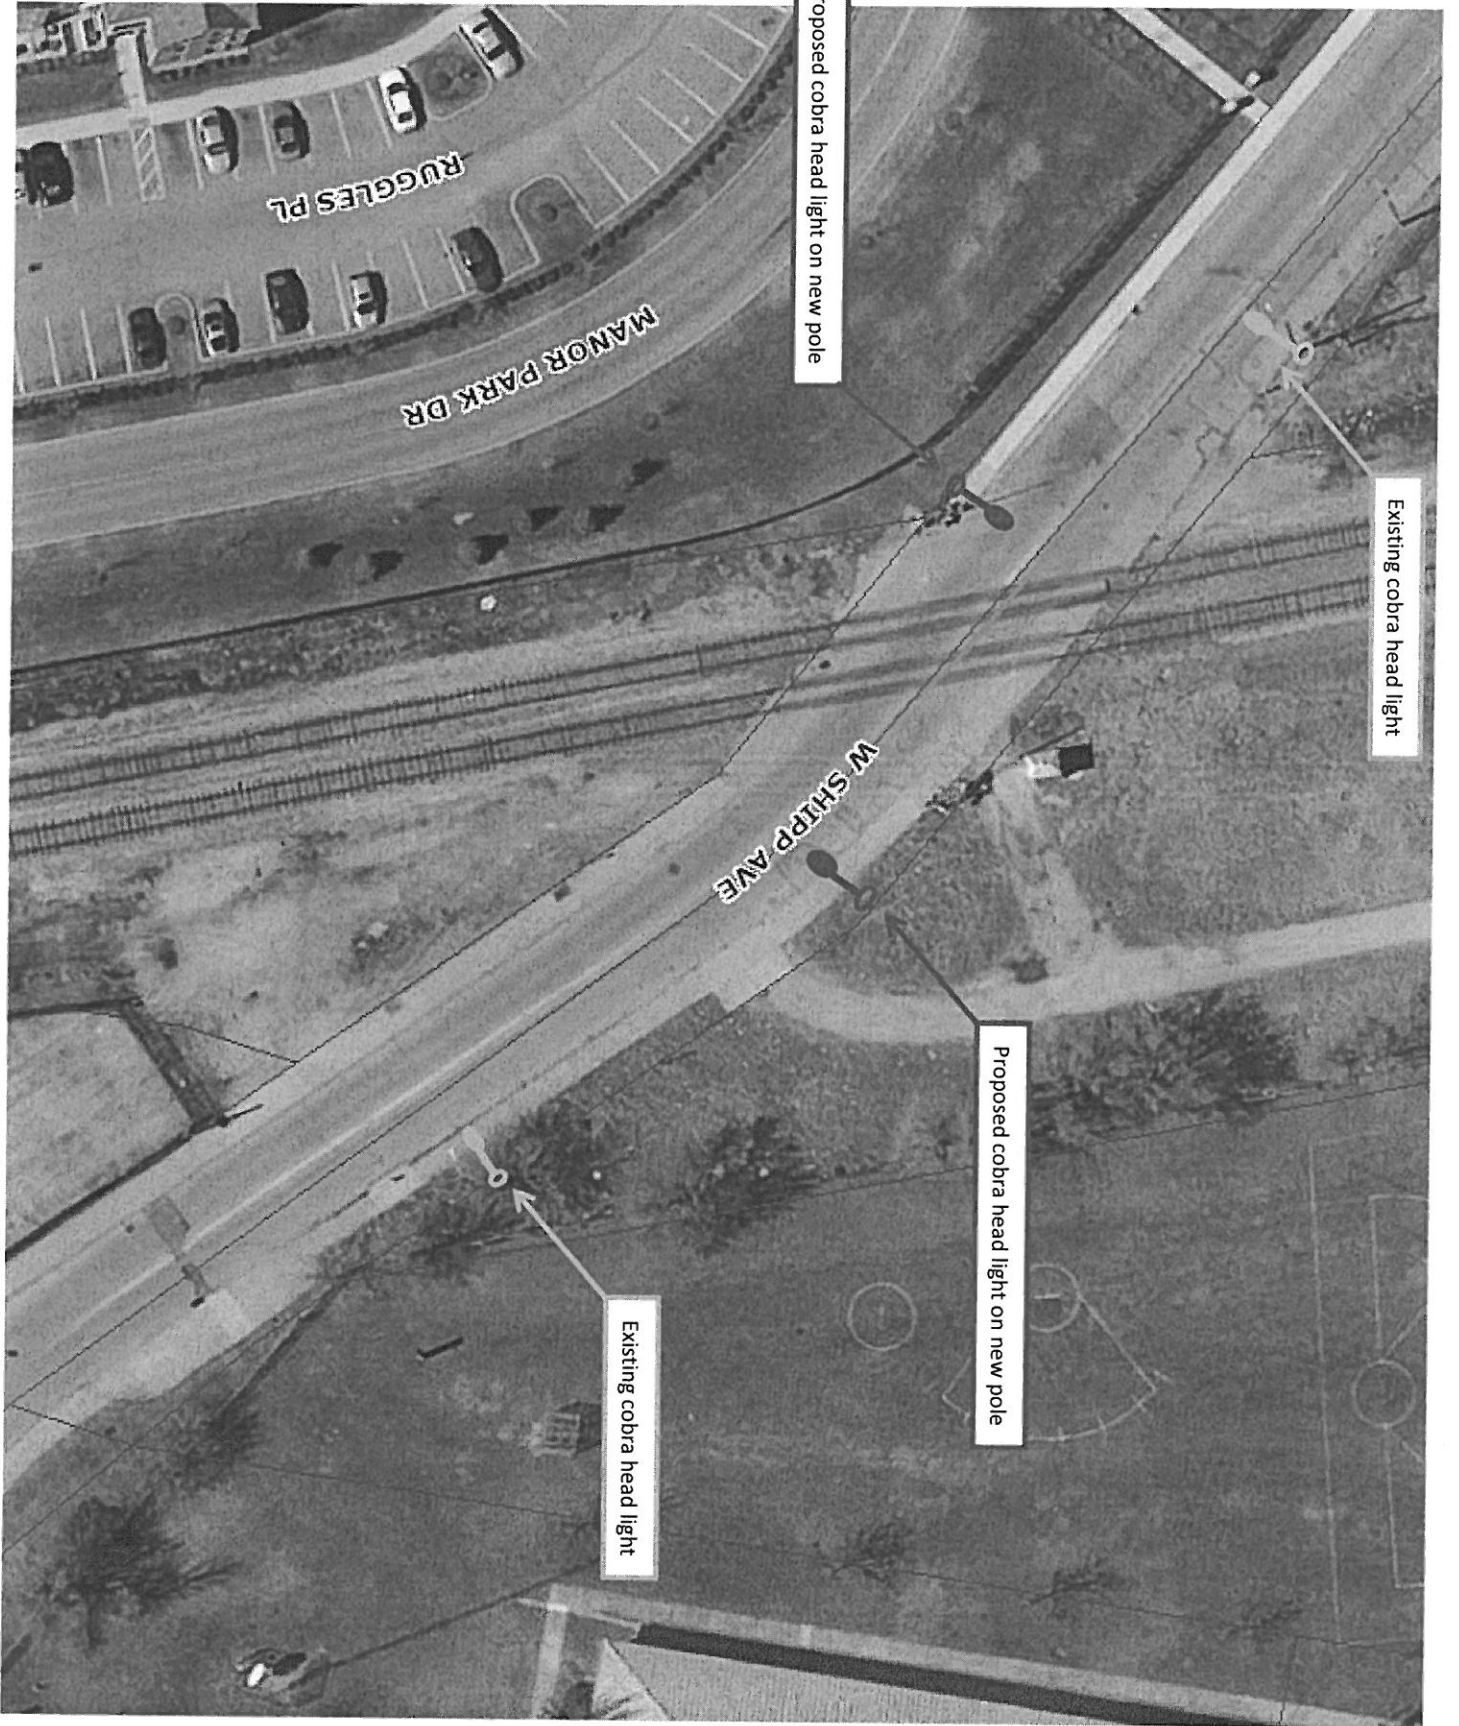 Existing cobra head light
Proposed cobra head light on new pole
Existing cobra head light
roposed cobra head light on new pole
RUGGLES PL
MANOR PARK DR
W SHIPP AVE